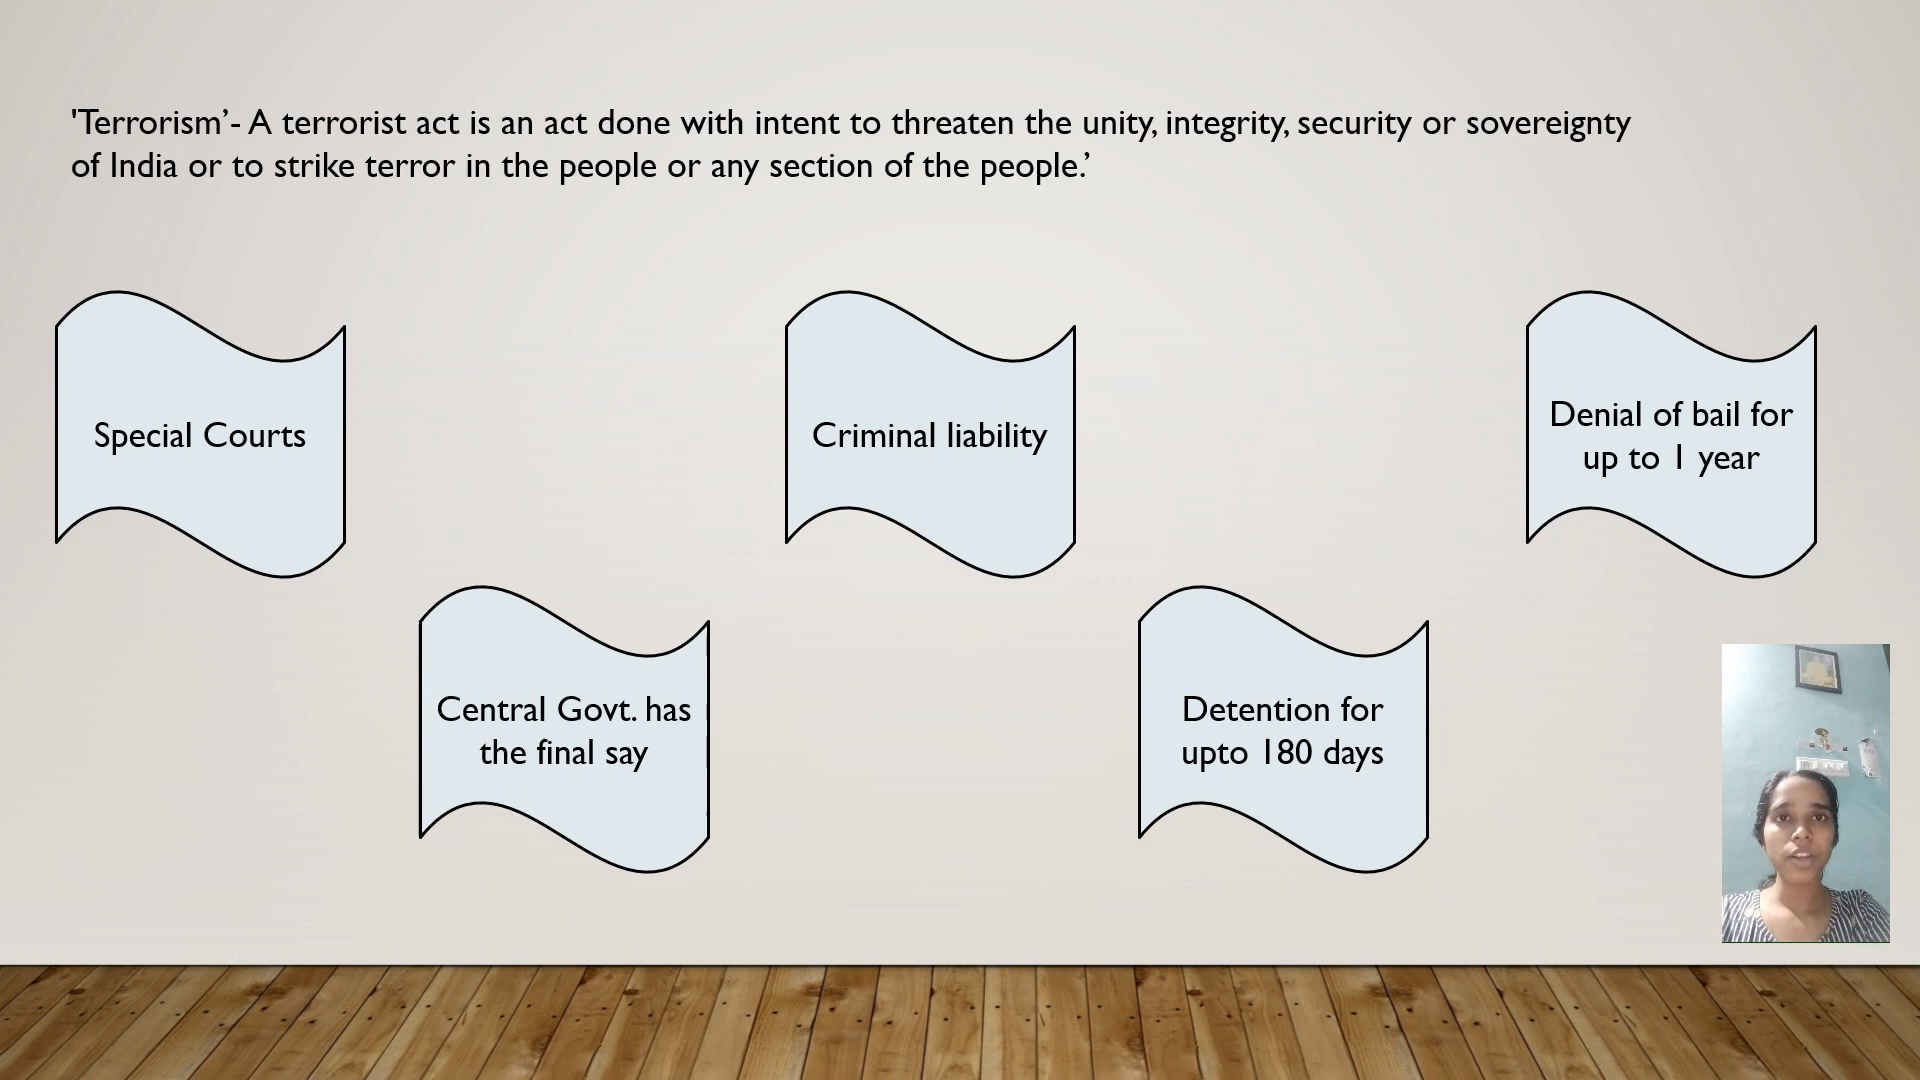 'Terrorism’- A terrorist act is an act done with intent to threaten the unity, integrity, security or sovereignty
of India or to strike terror in the people or any section of the people.’
Special Courts
Criminal liability
Denial of bail for
up to 1 year
Central Govt. has
the final say
Detention for
upto 180 days